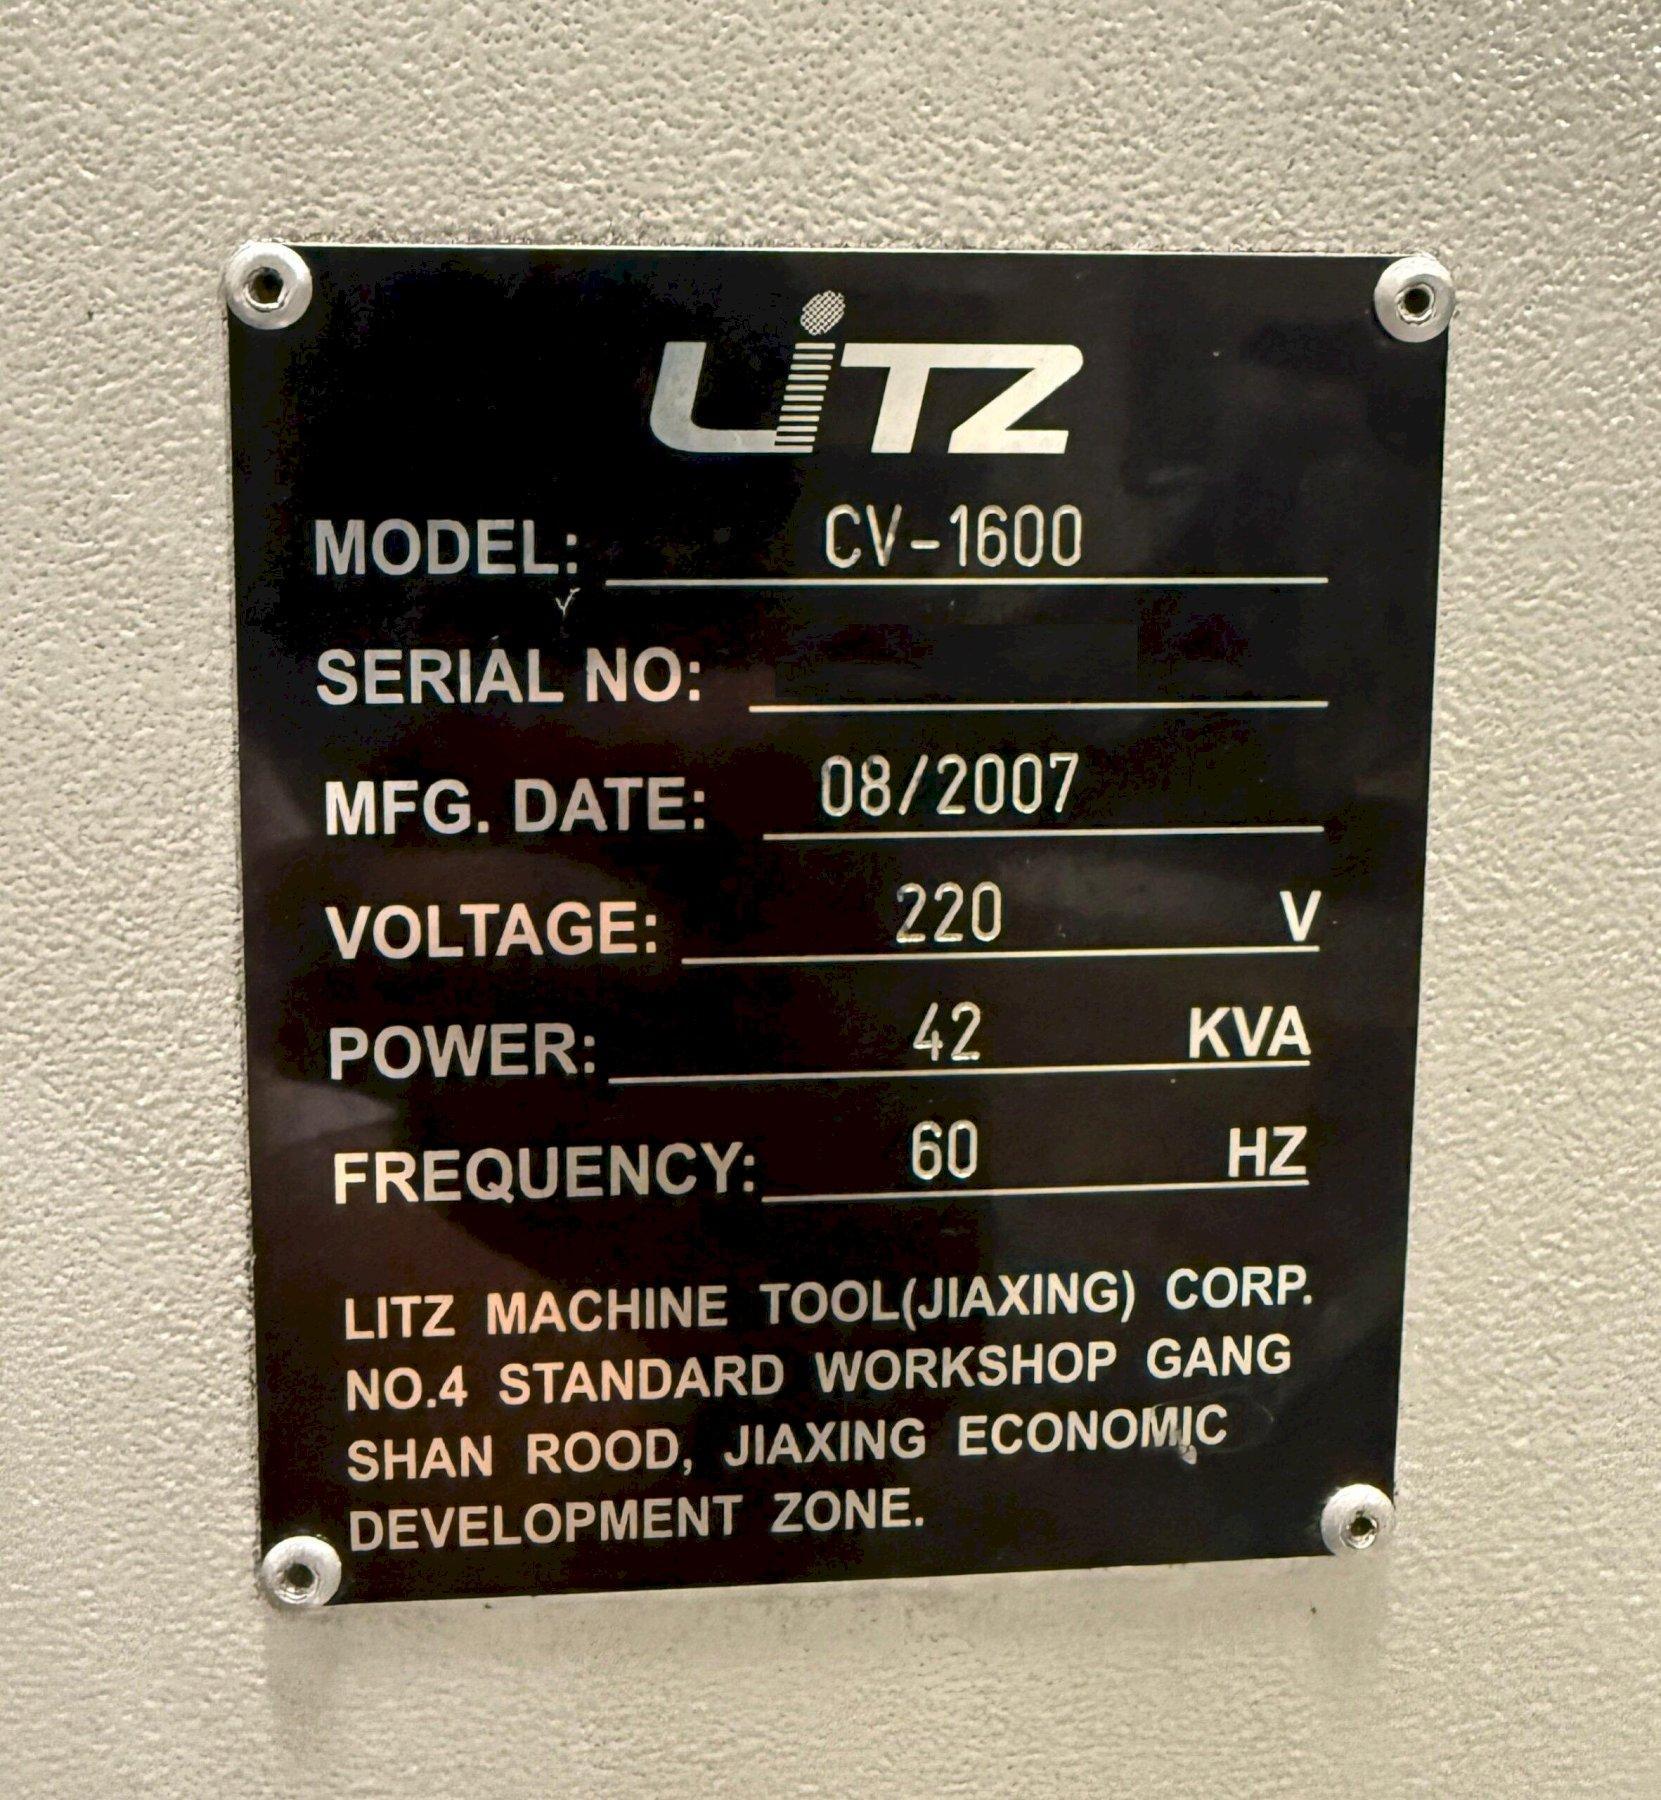 LiTZ
MODEL: CV-1600
SERIAL NO:
MFG. DATE: 08/2007
VOLTAGE: 220 V
POWER: 42 KVA
FREQUENCY: 60 HZ
LITZ MACHINE TOOL(JIAXING) CORP.
NO.4 STANDARD WORKSHOP GANG
SHAN ROOD, JIAXING ECONOMIC
DEVELOPMENT ZONE.